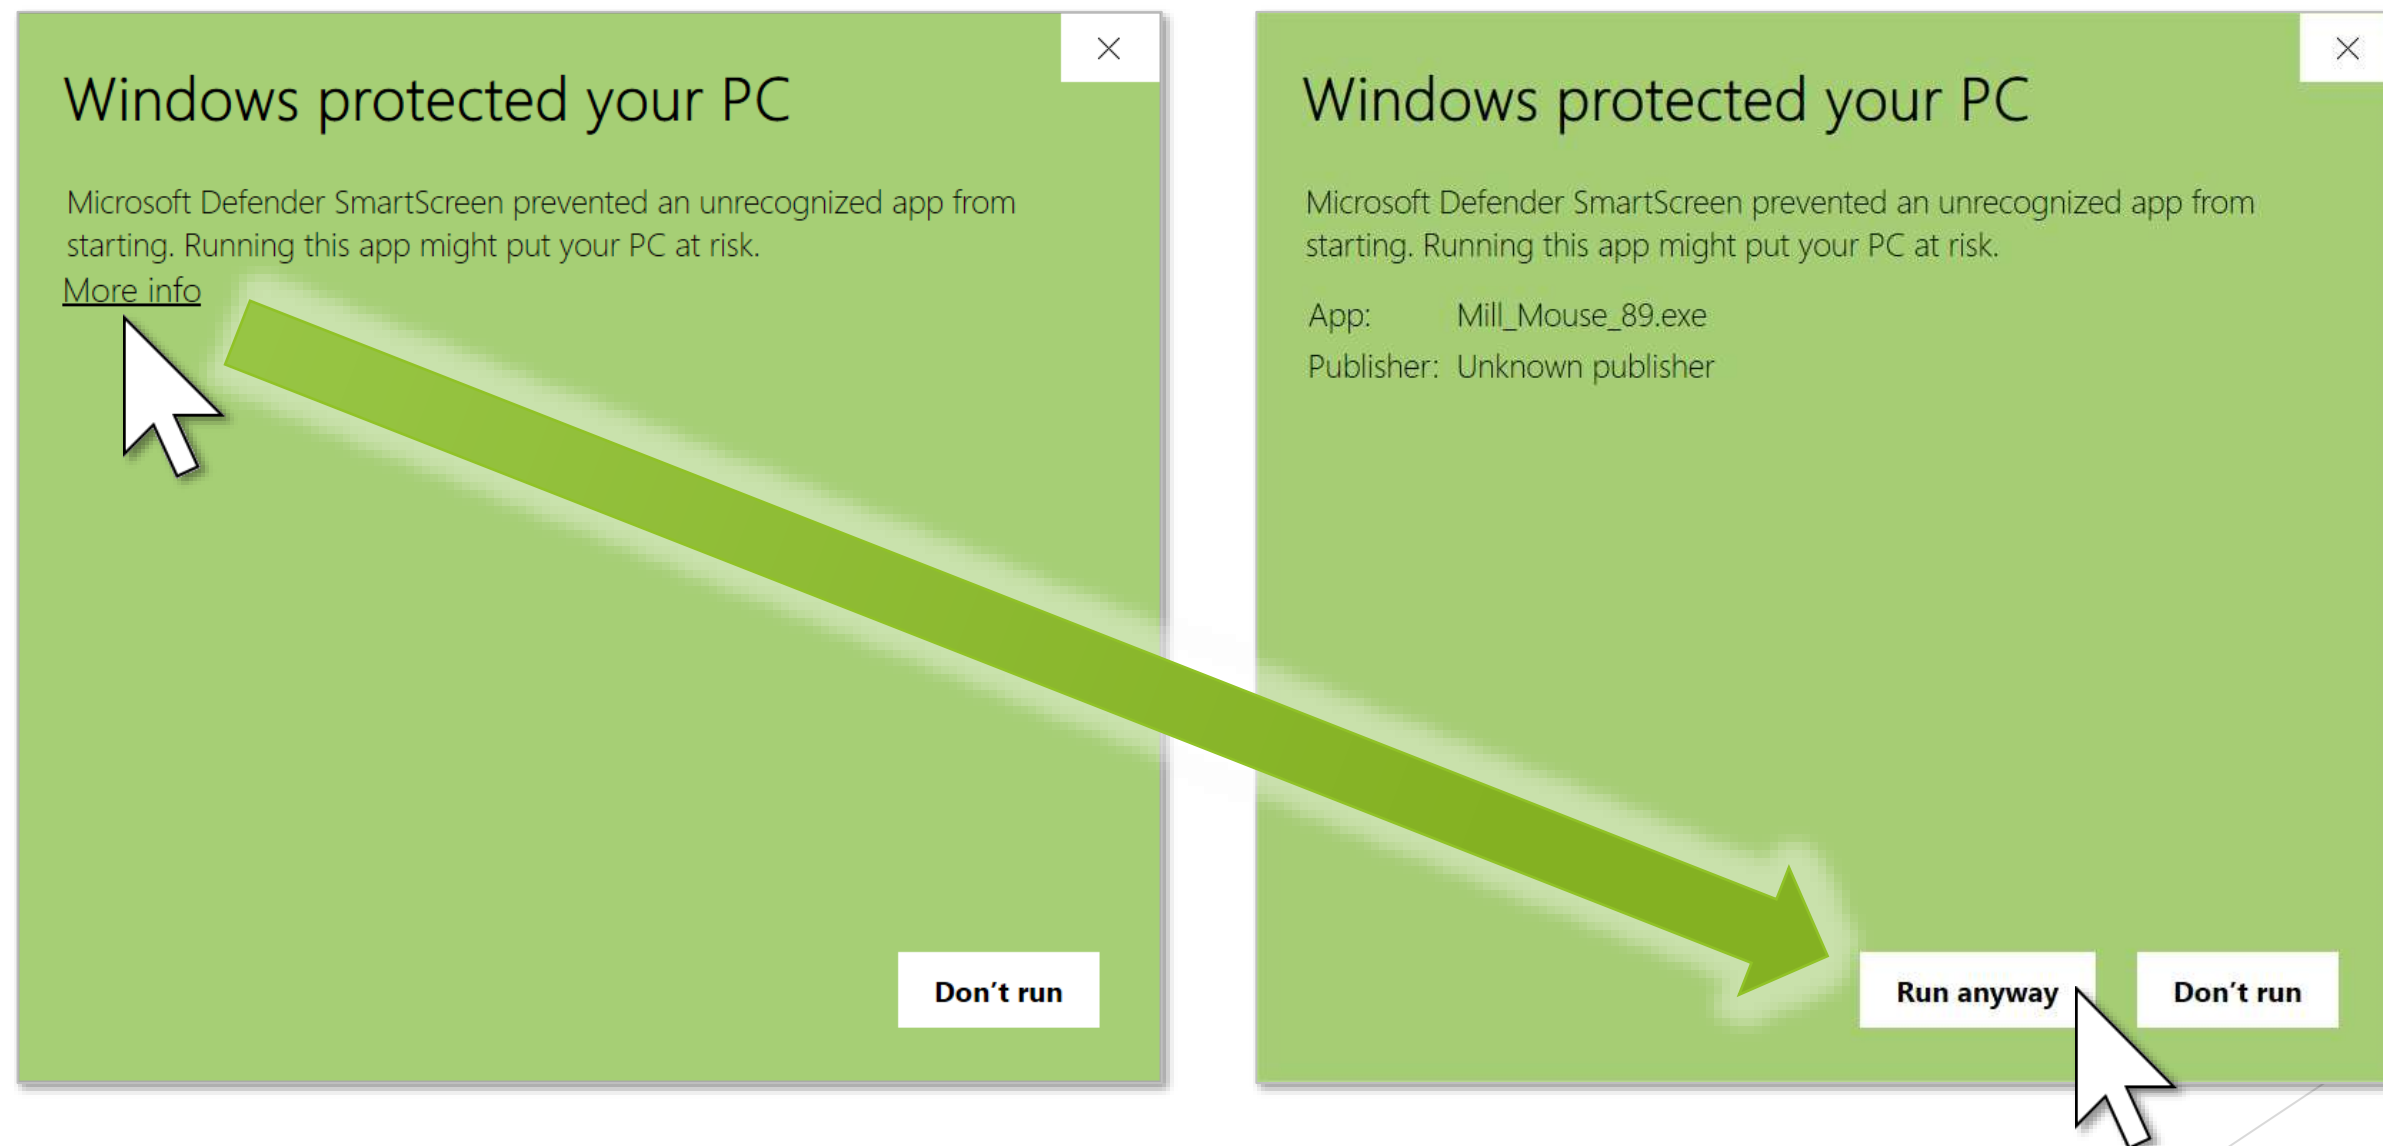 Windows protected your PC
Microsoft Defender SmartScreen prevented an unrecognized app from
starting. Running this app might put your PC at risk.
More info
Don't run
Windows protected your PC
Microsoft Defender SmartScreen prevented an unrecognized app from
starting. Running this app might put your PC at risk.
App: Mill_Mouse_89.exe
Publisher: Unknown publisher
Run anyway Don't run